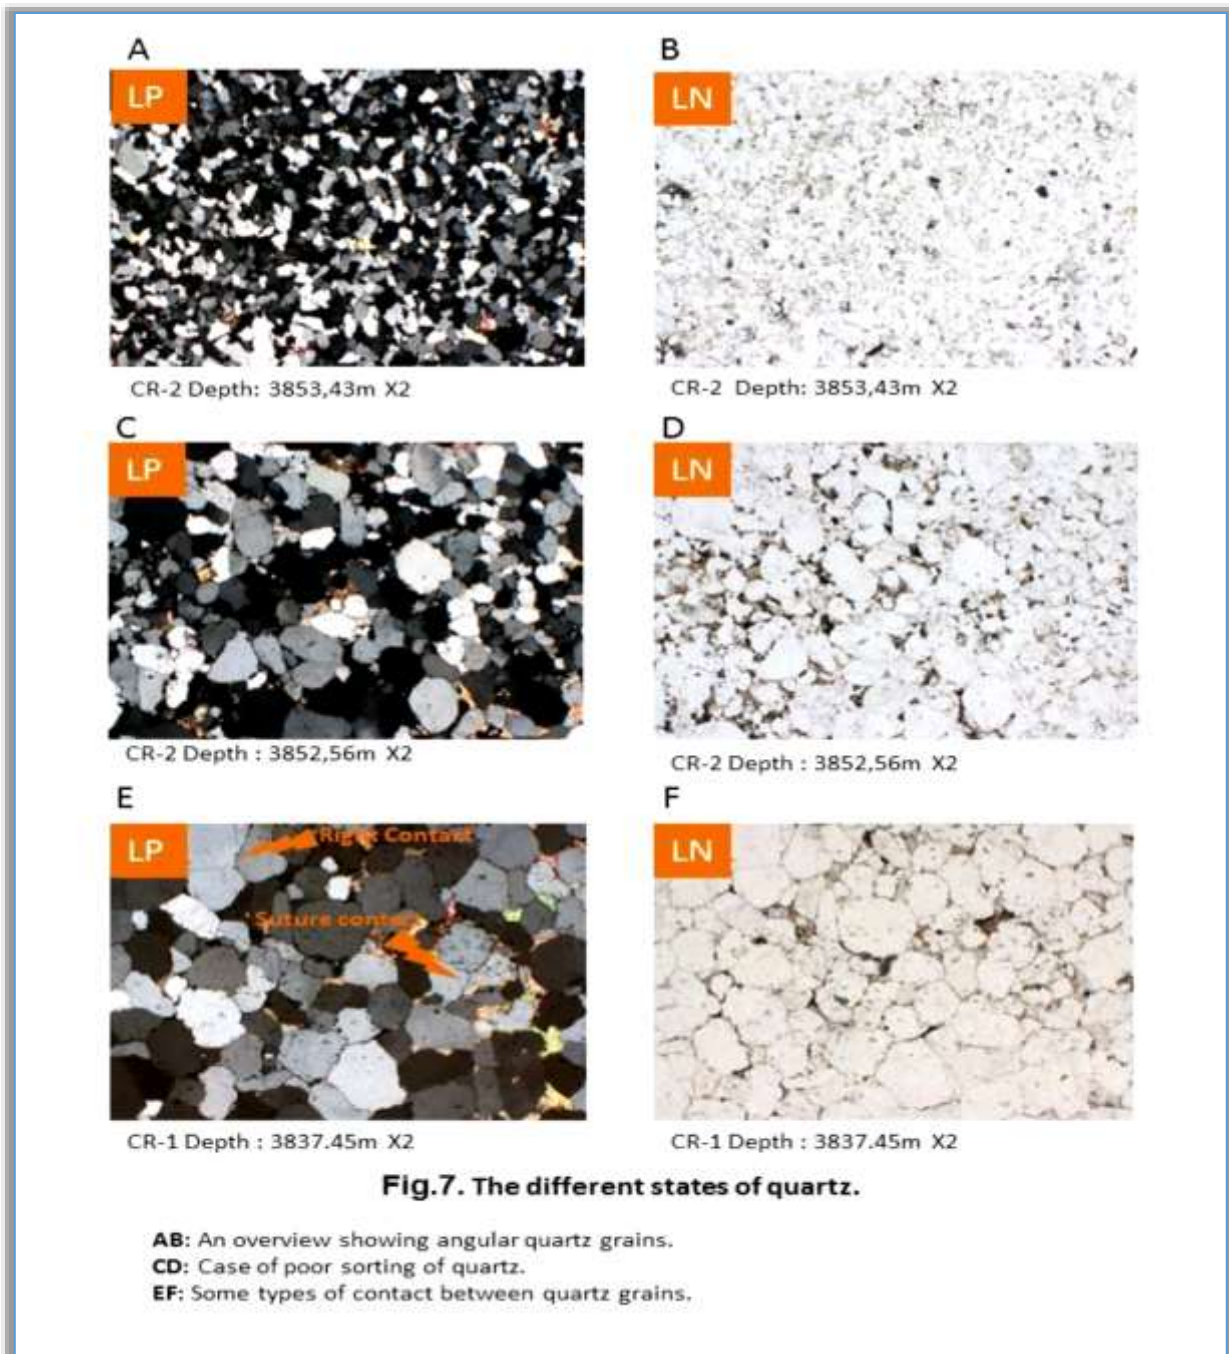 A
B
LP
LN
CR-2 Depth: 3853,43m X2
CR-2 Depth: 3853,43m X2
C
D
LP
LN
CR-2 Depth : 3852,56m X2
CR-2 Depth : 3852,56m X2
E
F
LP
LN
Right Contact
Suture contact
CR-1 Depth : 3837.45m X2
CR-1 Depth : 3837.45m X2
Fig.7. The different states of quartz.
AB: An overview showing angular quartz grains.
CD: Case of poor sorting of quartz.
EF: Some types of contact between quartz grains.